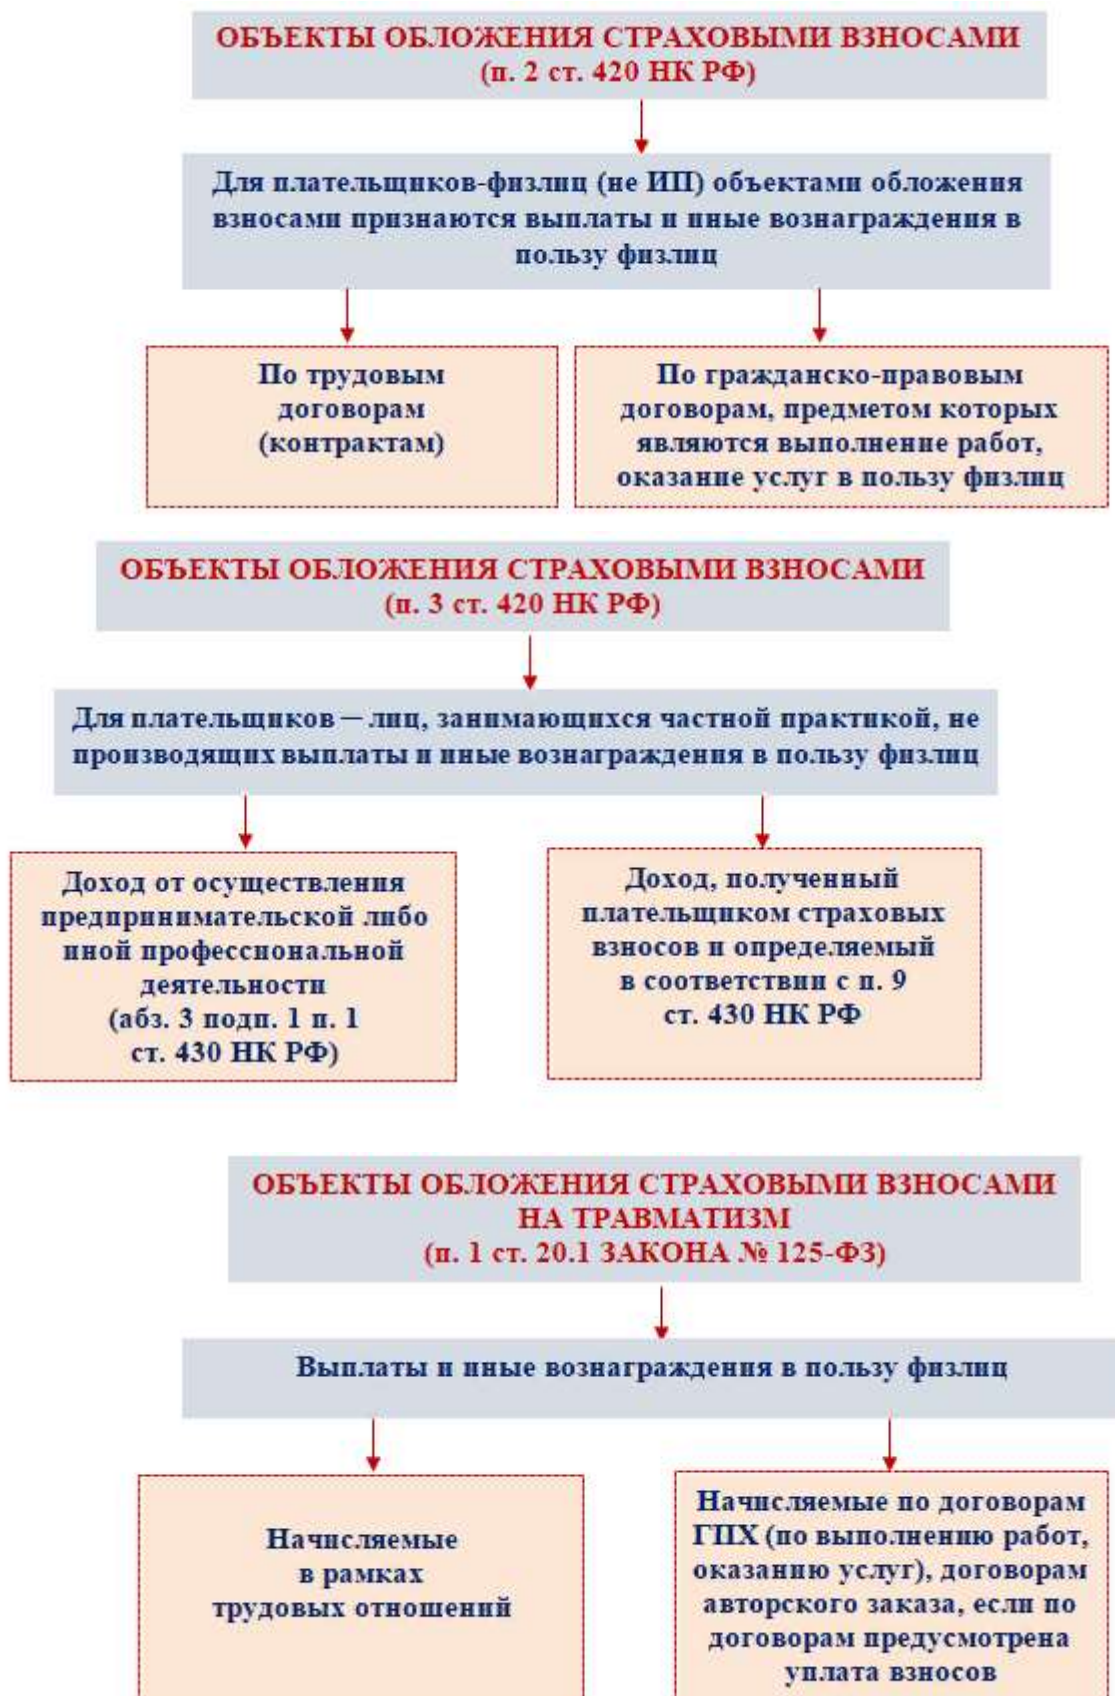 ОБЪЕКТЫ ОБЛОЖЕНИЯ СТРАХОВЫМИ ВЗНОСАМИ
(п. 2 ст. 420 НК РФ)
Для плательщиков-физлиц (не ИП) объектами обложения
взносами признаются выплаты и иные вознаграждения в
пользу физлиц
По трудовым
договорам
(контрактам)
По гражданско-правовым
договорам, предметом которых
являются выполнение работ,
оказание услуг в пользу физлиц
ОБЪЕКТЫ ОБЛОЖЕНИЯ СТРАХОВЫМИ ВЗНОСАМИ
(п. 3 ст. 420 НК РФ)
Для плательщиков — лиц, занимающихся частной практикой, не
производящих выплаты и иные вознаграждения в пользу физлиц
Доход от осуществления
предпринимательской либо
иной профессиональной
деятельности
(абз. 3 подп. 1 п. 1
ст. 430 НК РФ)
Доход, полученный
плательщиком страховых
взносов и определяемый
в соответствии с п. 9
ст. 430 НК РФ
ОБЪЕКТЫ ОБЛОЖЕНИЯ СТРАХОВЫМИ ВЗНОСАМИ
НА ТРАВМАТИЗМ
(п. 1 ст. 20.1 ЗАКОНА № 125-ФЗ)
Выплаты и иные вознаграждения в пользу физлиц
Начисляемые
в рамках
трудовых отношений
Начисляемые по договорам
ГПХ (по выполнению работ,
оказанию услуг), договорам
авторского заказа, если по
договорам предусмотрена
уплата взносов